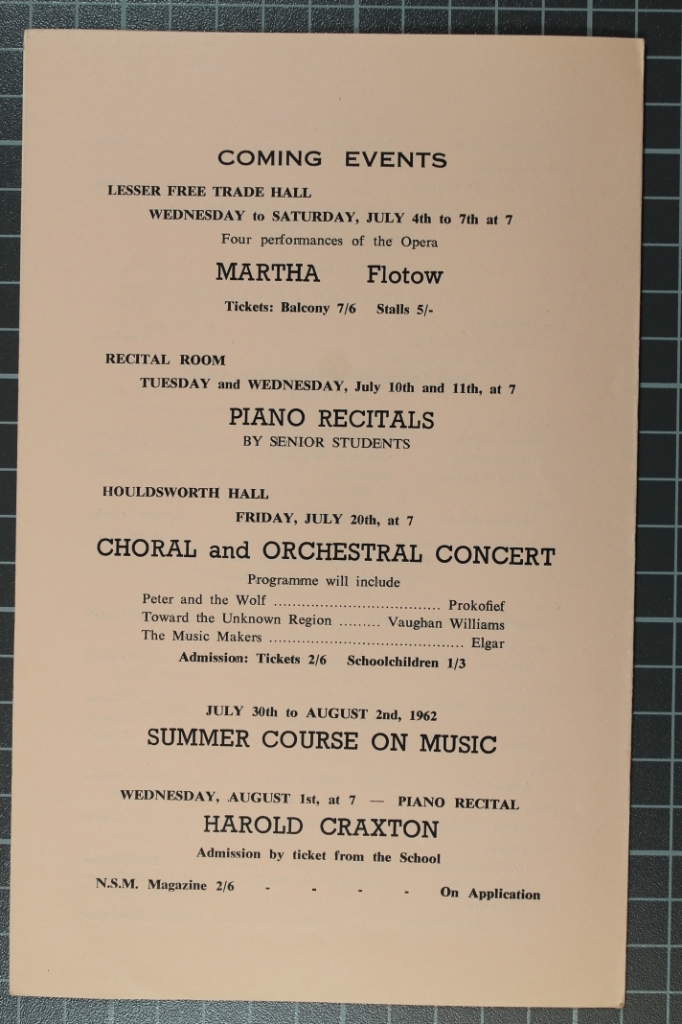 COMING EVENTS
LESSER FREE TRADE HALL
WEDNESDAY to SATURDAY, JULY 4th to 7th at 7
Four performances of the Opera
MARTHA Flotow
Tickets: Balcony 7/6 Stalls 5/-
RECITAL ROOM
TUESDAY and WEDNESDAY, July 10th and 11th, at 7
PIANO RECITALS
BY SENIOR STUDENTS
HOULDSWORTH HALL
FRIDAY, JULY 20th, at 7
CHORAL and ORCHESTRAL CONCERT
Programme will include
Peter and the Wolf .................................... Prokofief
Toward the Unknown Region ......... Vaughan Williams
The Music Makers .......................................... Elgar
Admission: Tickets 2/6 Schoolchildren 1/3
JULY 30th to AUGUST 2nd, 1962
SUMMER COURSE ON MUSIC
WEDNESDAY, AUGUST 1st, at 7 — PIANO RECITAL
HAROLD CRAXTON
Admission by ticket from the School
N.S.M. Magazine 2/6 - - - - On Application